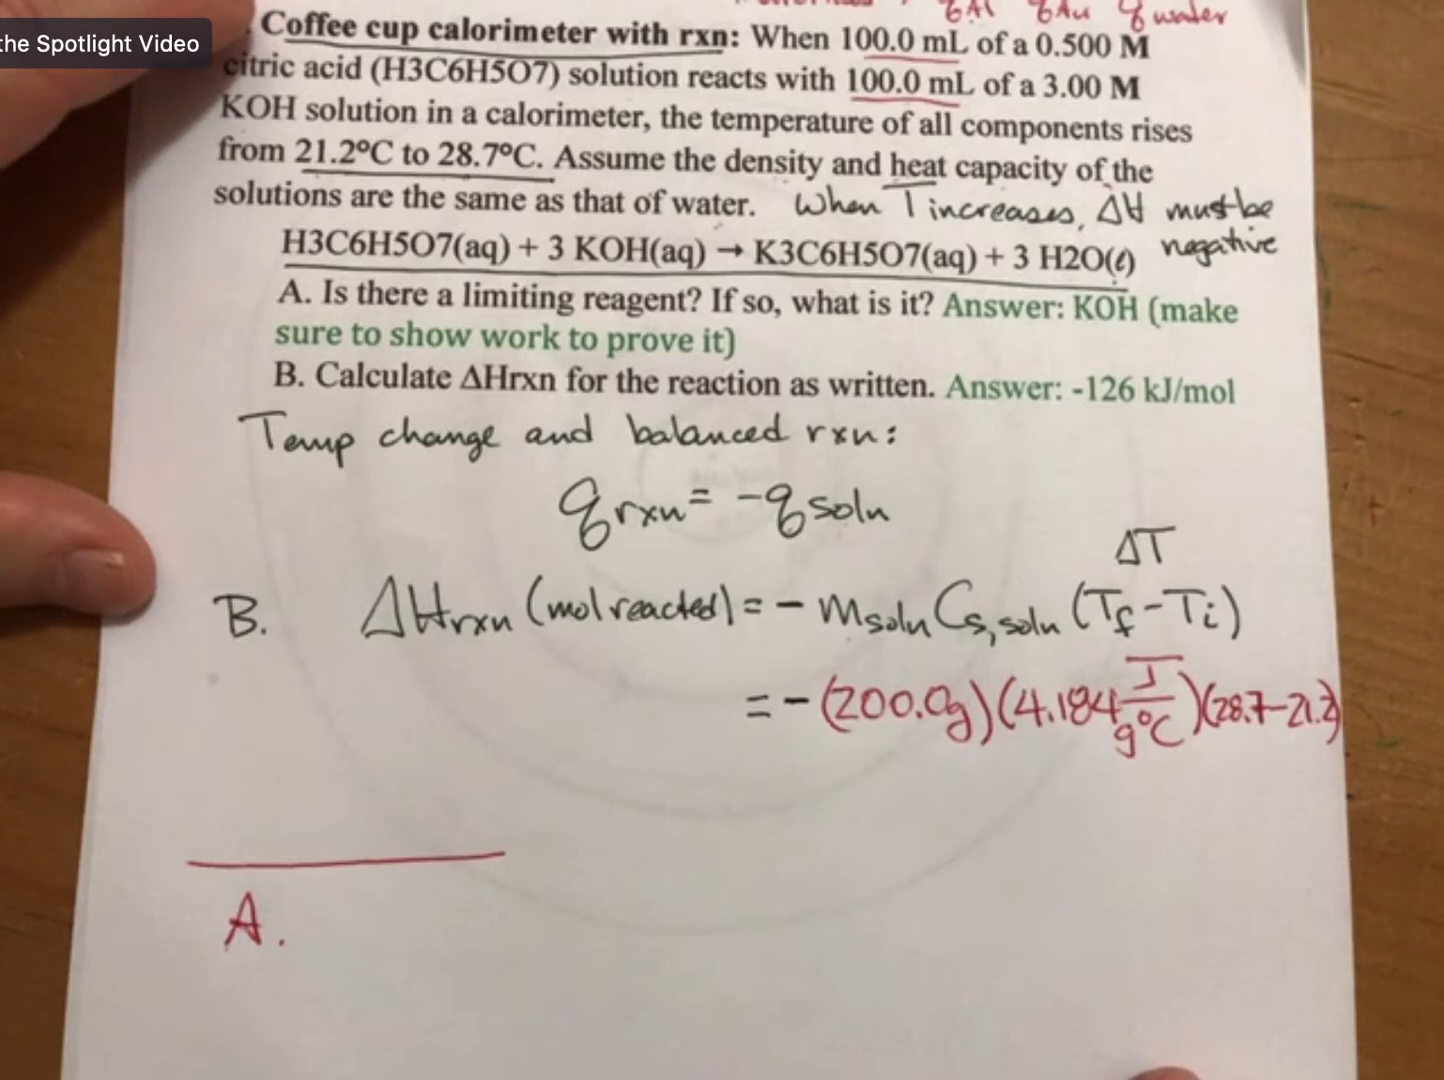 the Spotlight Video
qAl qAu qwater
Coffee cup calorimeter with rxn: When 100.0 mL of a 0.500 M
citric acid (H3C6H5O7) solution reacts with 100.0 mL of a 3.00 M
KOH solution in a calorimeter, the temperature of all components rises
from 21.2°C to 28.7°C. Assume the density and heat capacity of the
solutions are the same as that of water. When T increases, ΔH must be
negative
H3C6H5O7(aq) + 3 KOH(aq) → K3C6H5O7(aq) + 3 H2O(ℓ)
A. Is there a limiting reagent? If so, what is it? Answer: KOH (make
sure to show work to prove it)
B. Calculate ΔHrxn for the reaction as written. Answer: -126 kJ/mol
Temp change and balanced rxn:
qrxn = -qsoln
ΔT
B. ΔHrxn (mol reacted) = - msoln Cs,soln (Tf - Ti)
= - (200.0g)(4.184 J/g°C)(28.7-21.2)
A.